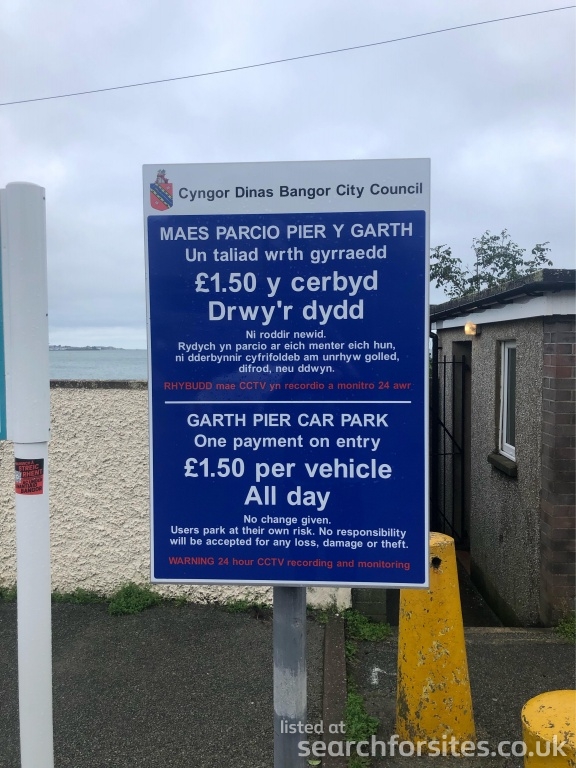 Cyngor Dinas Bangor City Council
MAES PARCIO PIER Y GARTH
Un taliad wrth gyrraedd
£1.50 y cerbyd
Drwy'r dydd
Ni roddir newid.
Rydych yn parcio ar eich menter eich hun,
ni dderbynnir cyfrifoldeb am unrhyw golled,
difrod, neu ddwyn.
RHYBUDD mae CCTV yn recordio a monitro 24 awr
GARTH PIER CAR PARK
One payment on entry
£1.50 per vehicle
All day
No change given.
Users park at their own risk. No responsibility
will be accepted for any loss, damage or theft.
WARNING 24 hour CCTV recording and monitoring
STREIC
RHENT
listed at
searchforsites.co.uk